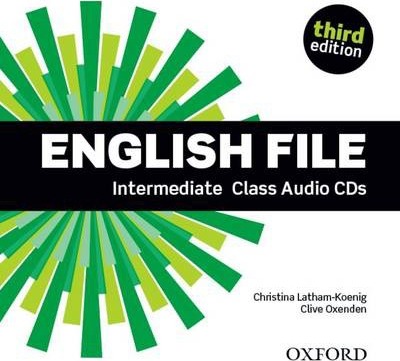 third
edition
ENGLISH FILE
Intermediate Class Audio CDs
Christina Latham-Koenig
Clive Oxenden
OXFORD